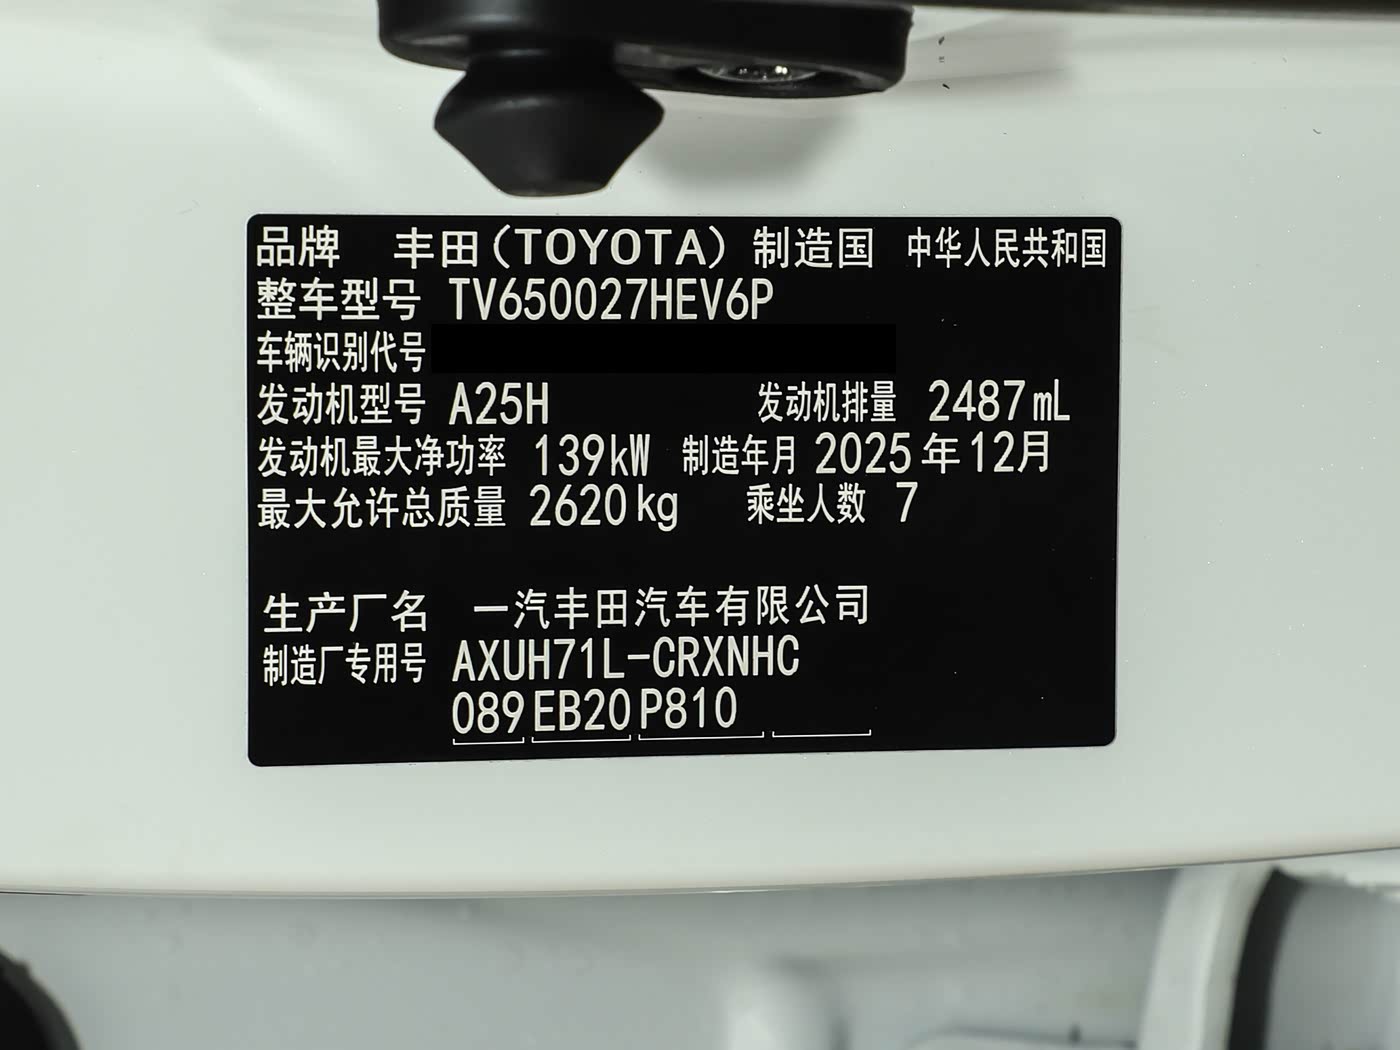 品牌 丰田(TOYOTA) 制造国 中华人民共和国
整车型号 TV650027HEV6P
车辆识别代号
发动机型号 A25H 发动机排量 2487mL
发动机最大净功率 139kW 制造年月 2025年12月
最大允许总质量 2620kg 乘坐人数 7
生产厂名 一汽丰田汽车有限公司
制造厂专用号 AXUH71L-CRXNHC
089 EB20 P810